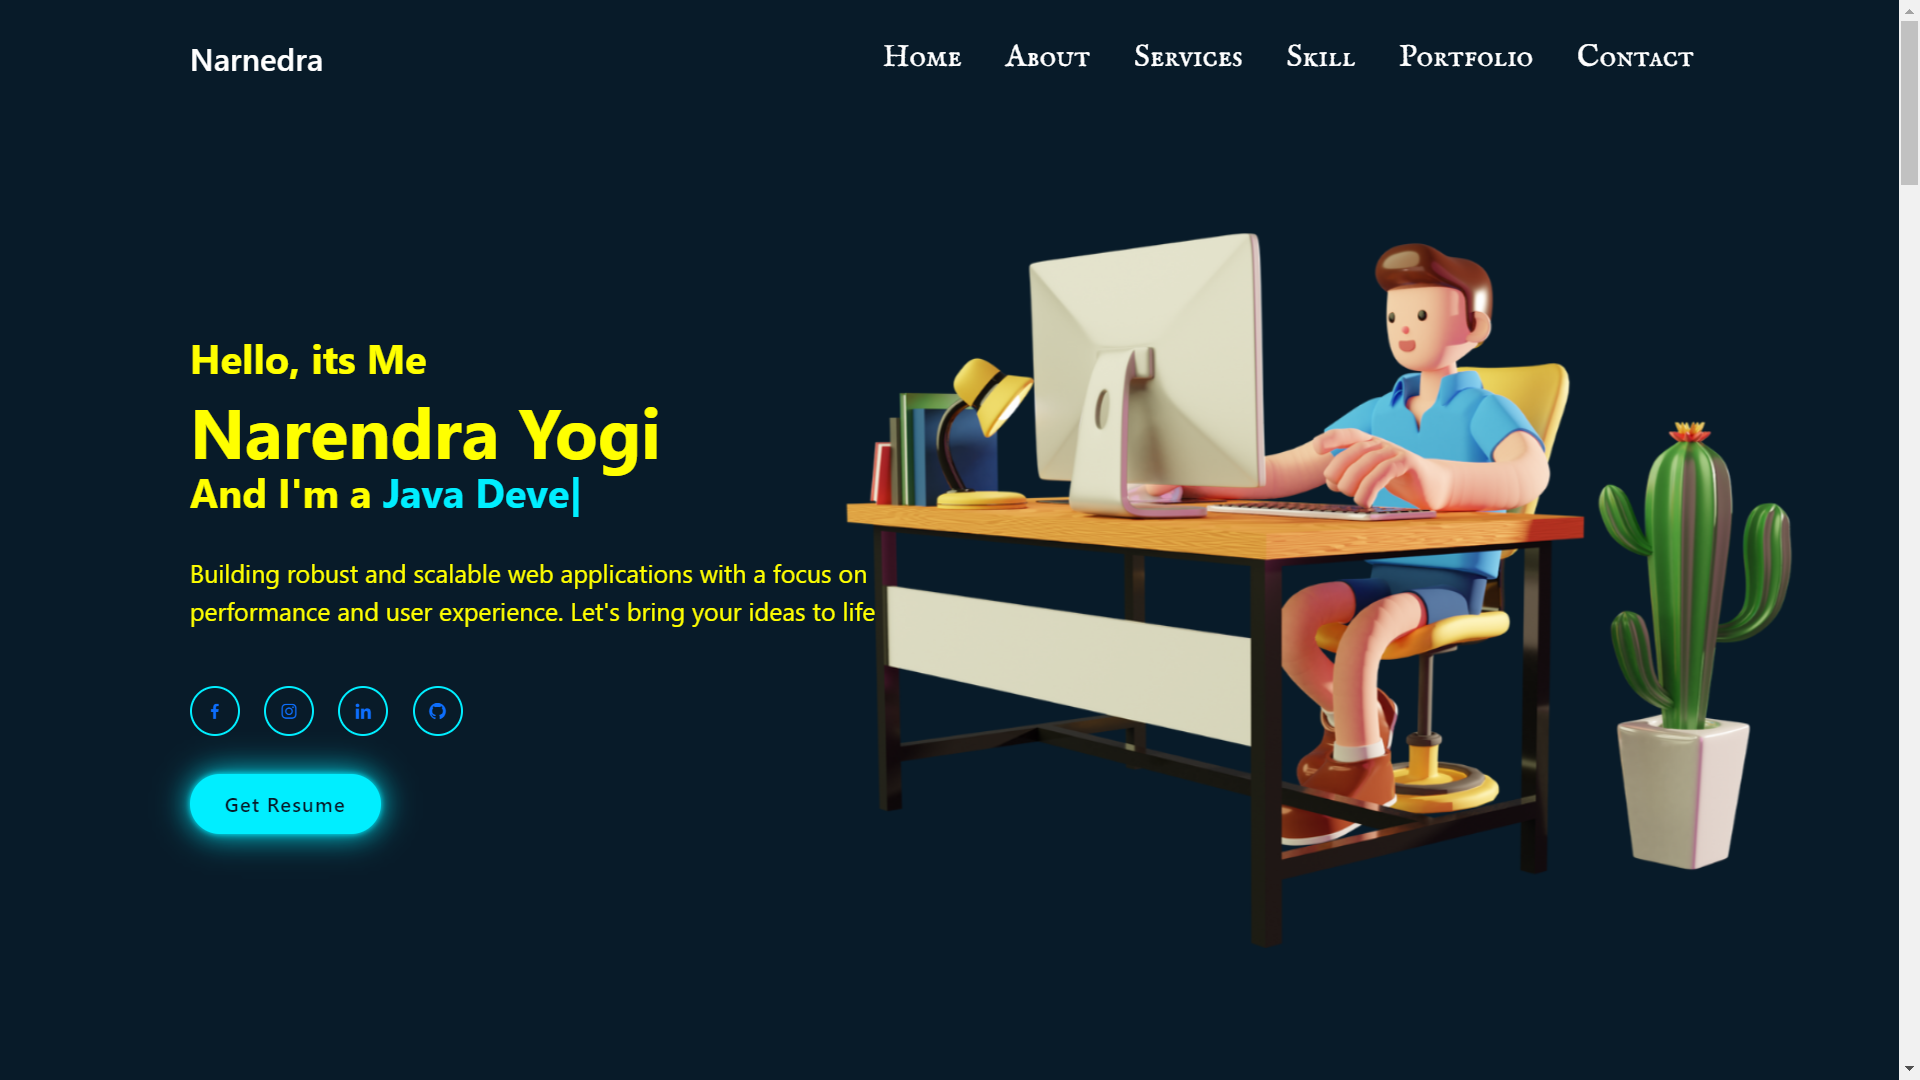 Narnedra
Home About Services Skill Portfolio Contact
Hello, its Me
Narendra Yogi
And I'm a Java Deve|
Building robust and scalable web applications with a focus on
performance and user experience. Let's bring your ideas to life
Get Resume